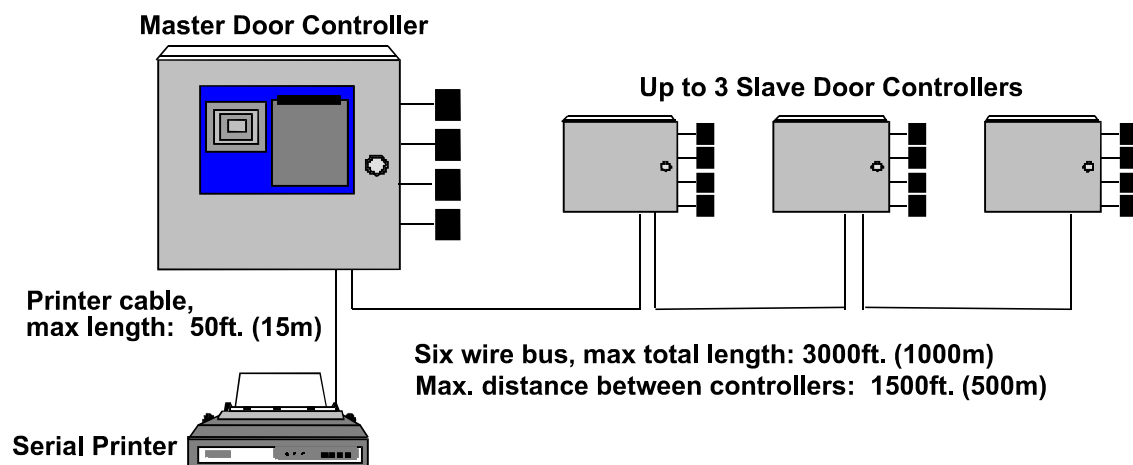 Master Door Controller
Up to 3 Slave Door Controllers
Printer cable,
max length: 50ft. (15m)
Six wire bus, max total length: 3000ft. (1000m)
Max. distance between controllers: 1500ft. (500m)
Serial Printer